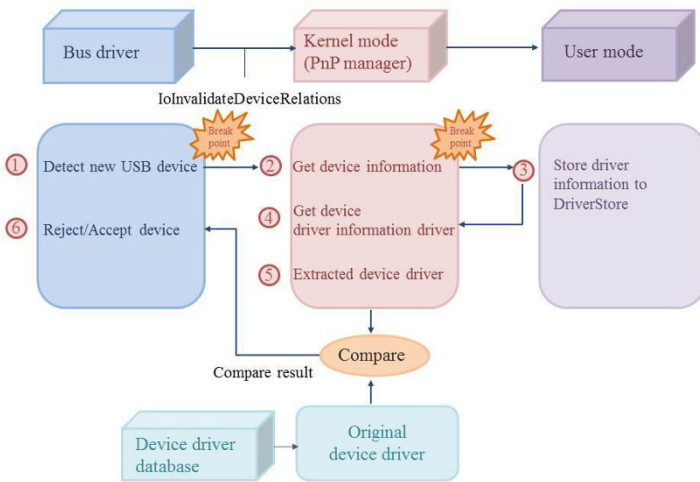 Bus driver
Kernel mode
(PnP manager)
User mode
IoInvalidateDeviceRelations
Break
point
Break
point
1
Detect new USB device
2
Get device information
3
Store driver
information to
DriverStore
6
Reject/Accept device
4
Get device
driver information driver
5
Extracted device driver
Compare
Compare result
Device driver
database
Original
device driver